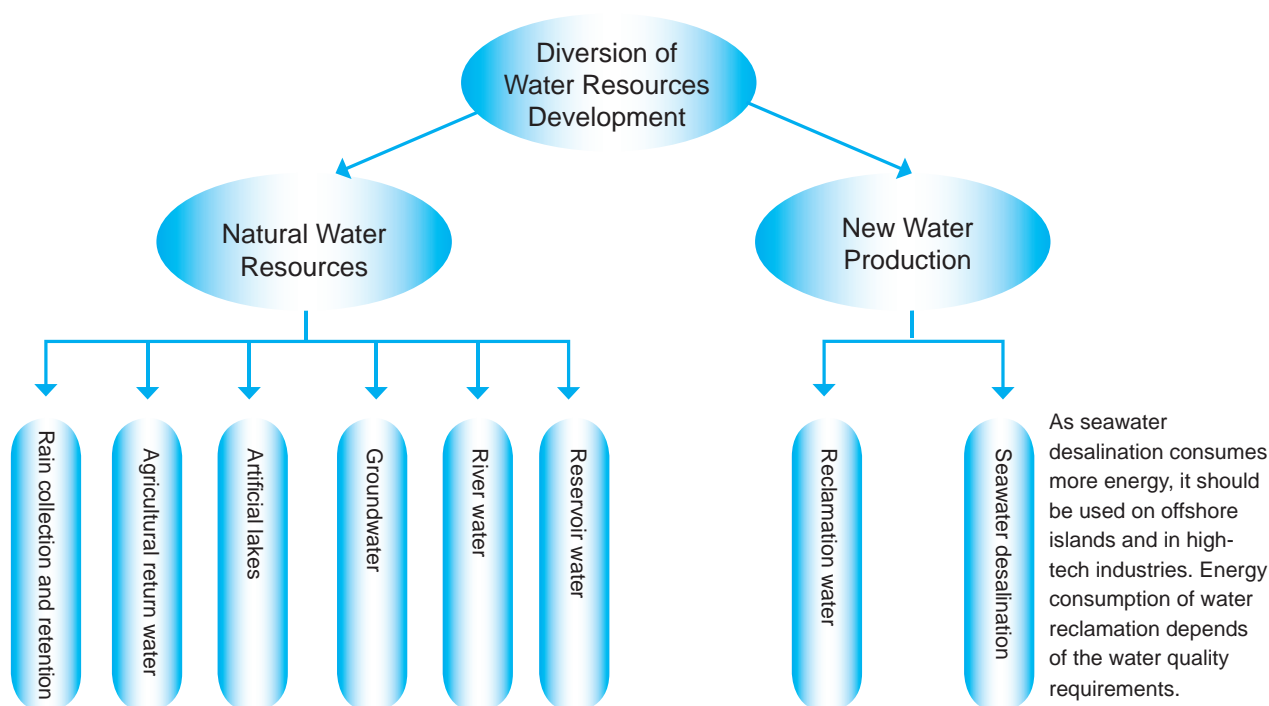 Diversion of
Water Resources
Development
Natural Water
Resources
New Water
Production
Rain collection and retention
Agricultural return water
Artificial lakes
Groundwater
River water
Reservoir water
Reclamation water
Seawater desalination
As seawater
desalination consumes
more energy, it should
be used on offshore
islands and in high-
tech industries. Energy
consumption of water
reclamation depends
of the water quality
requirements.